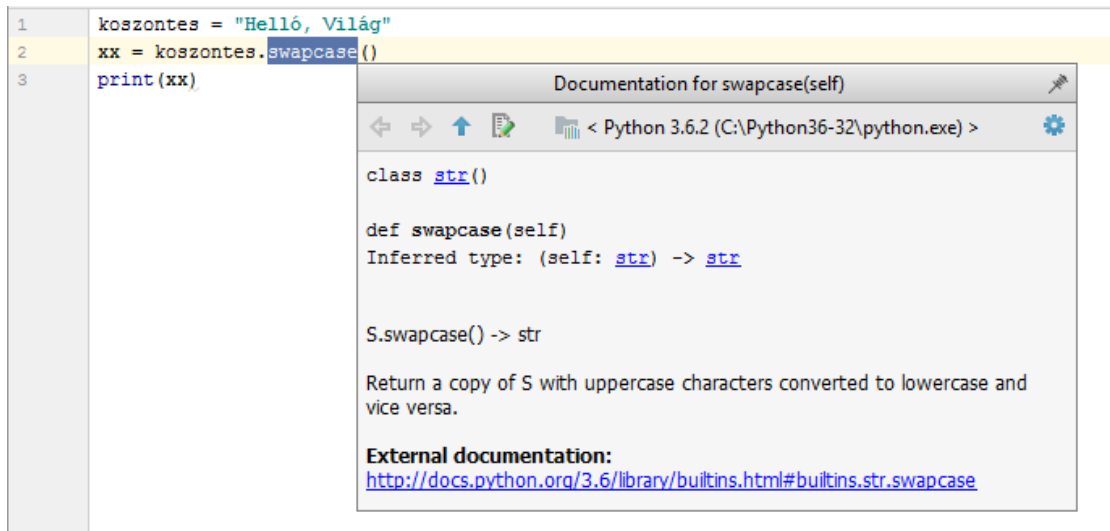 1 koszontes = "Helló, Világ"
2 xx = koszontes.swapcase()
3 print(xx)
Documentation for swapcase(self)
< Python 3.6.2 (C:\Python36-32\python.exe) >
class str()
def swapcase(self)
Inferred type: (self: str) -> str
S.swapcase() -> str
Return a copy of S with uppercase characters converted to lowercase and
vice versa.
External documentation:
http://docs.python.org/3.6/library/builtins.html#builtins.str.swapcase